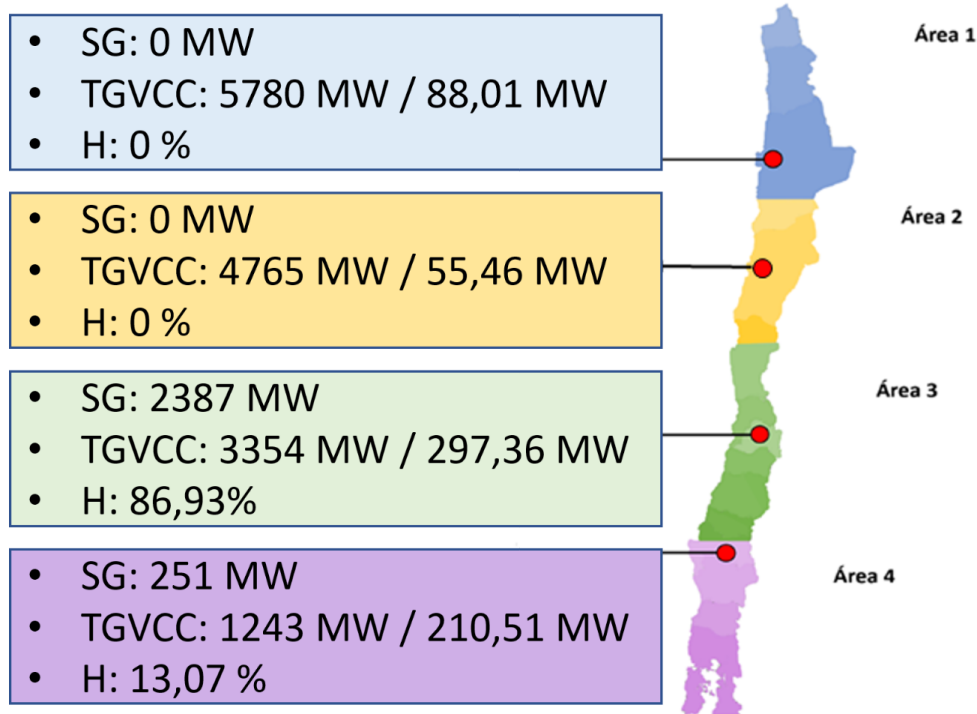 • SG: 0 MW
• TGVCC: 5780 MW / 88,01 MW
• H: 0 %
Área 1
• SG: 0 MW
• TGVCC: 4765 MW / 55,46 MW
• H: 0 %
Área 2
• SG: 2387 MW
• TGVCC: 3354 MW / 297,36 MW
• H: 86,93%
Área 3
• SG: 251 MW
• TGVCC: 1243 MW / 210,51 MW
• H: 13,07 %
Área 4